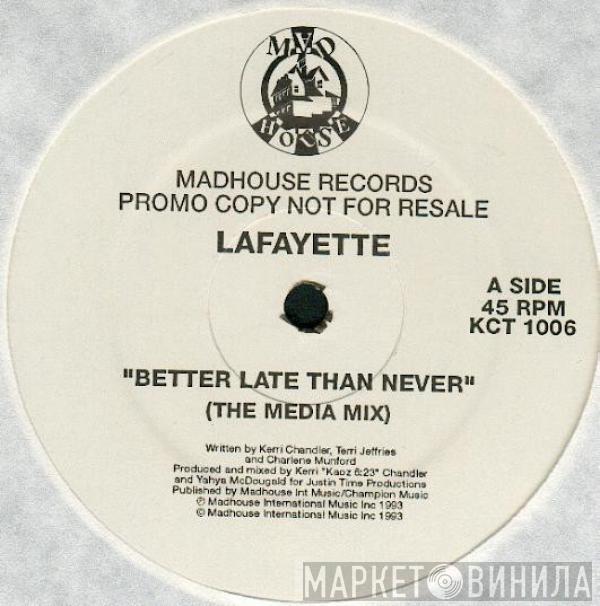 MAD
HOUSE
MADHOUSE RECORDS
PROMO COPY NOT FOR RESALE
LAFAYETTE
A SIDE
45 RPM
KCT 1006
"BETTER LATE THAN NEVER"
(THE MEDIA MIX)
Written by Kerri Chandler, Terri Jeffries
and Charlene Munford
Produced and mixed by Kerri "Kaoz 6:23" Chandler
and Yahya McDougald for Justin Time Productions
Published by Madhouse Int Music/Champion Music
℗ Madhouse International Music Inc 1993
© Madhouse International Music Inc 1993
МАРКЕТ ВИНИЛА